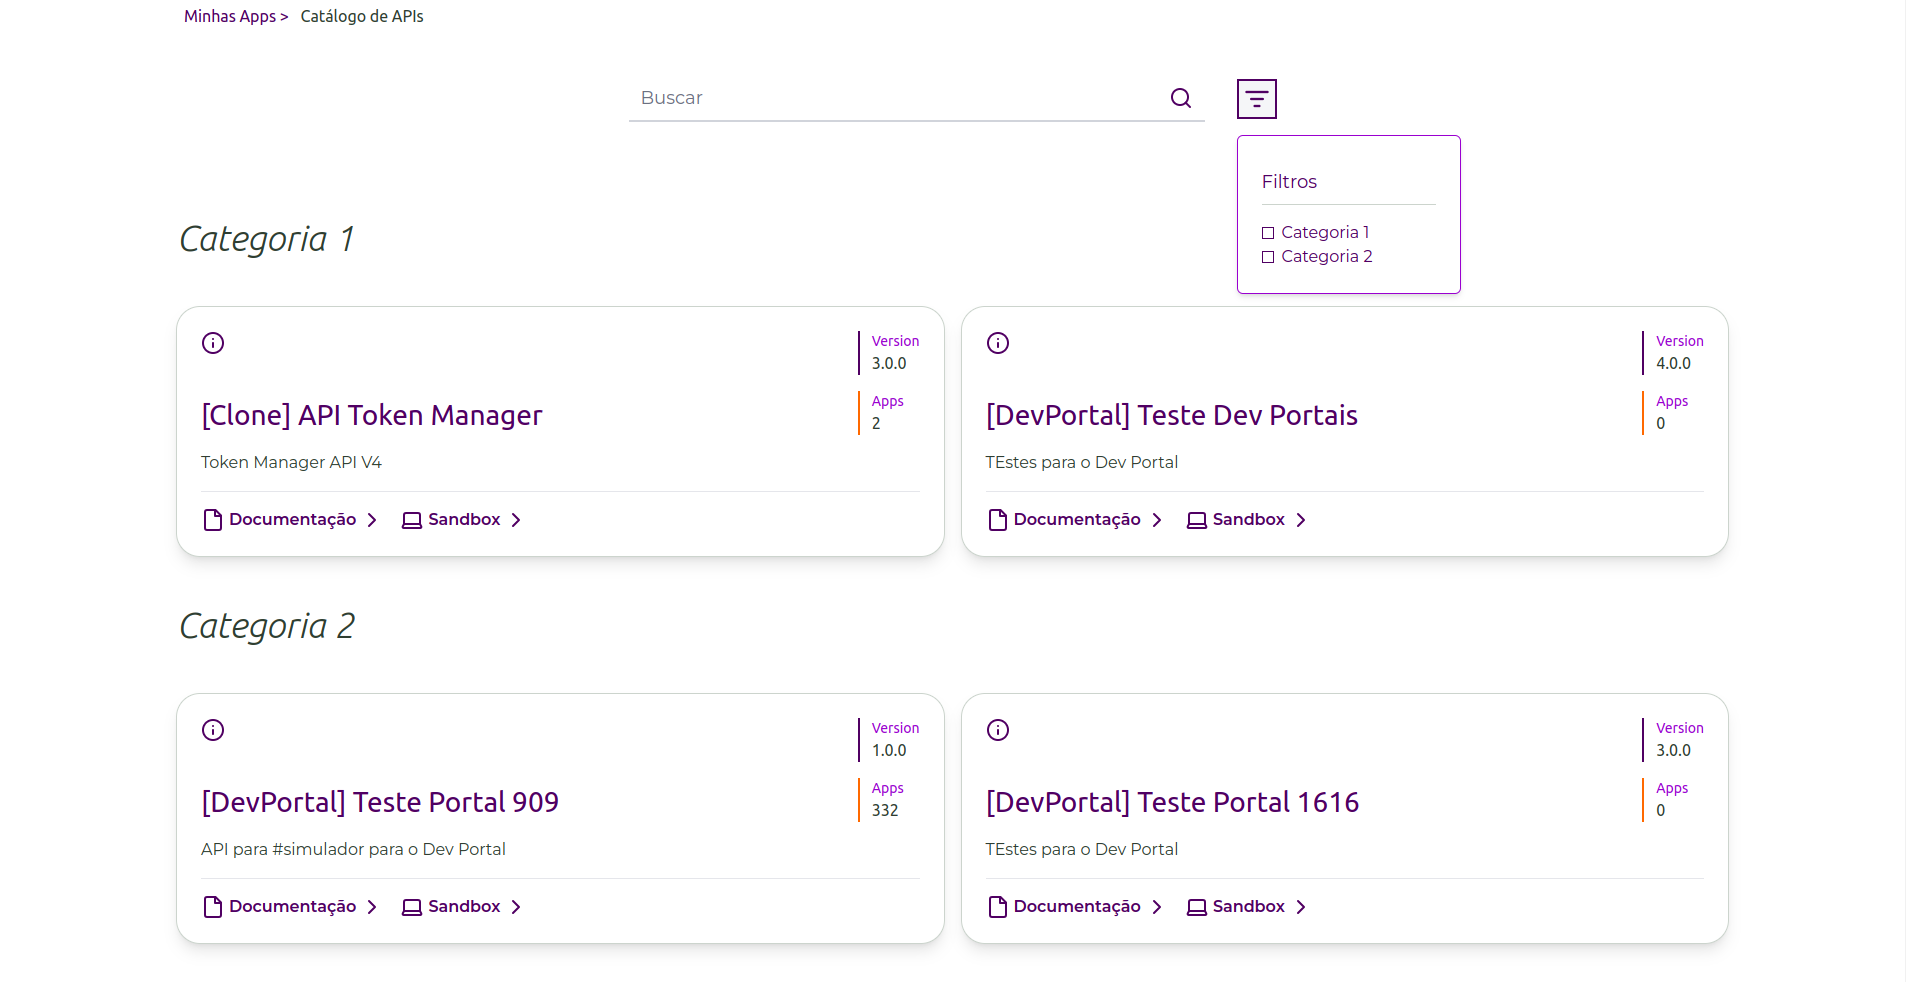 Minhas Apps > Catálogo de APIs
Buscar
Filtros
Categoria 1
Categoria 2
Categoria 1
Version
3.0.0
Apps
2
[Clone] API Token Manager
Token Manager API V4
Documentação > Sandbox >
Version
4.0.0
Apps
0
[DevPortal] Teste Dev Portais
TEstes para o Dev Portal
Documentação > Sandbox >
Categoria 2
Version
1.0.0
Apps
332
[DevPortal] Teste Portal 909
API para #simulador para o Dev Portal
Documentação > Sandbox >
Version
3.0.0
Apps
0
[DevPortal] Teste Portal 1616
TEstes para o Dev Portal
Documentação > Sandbox >